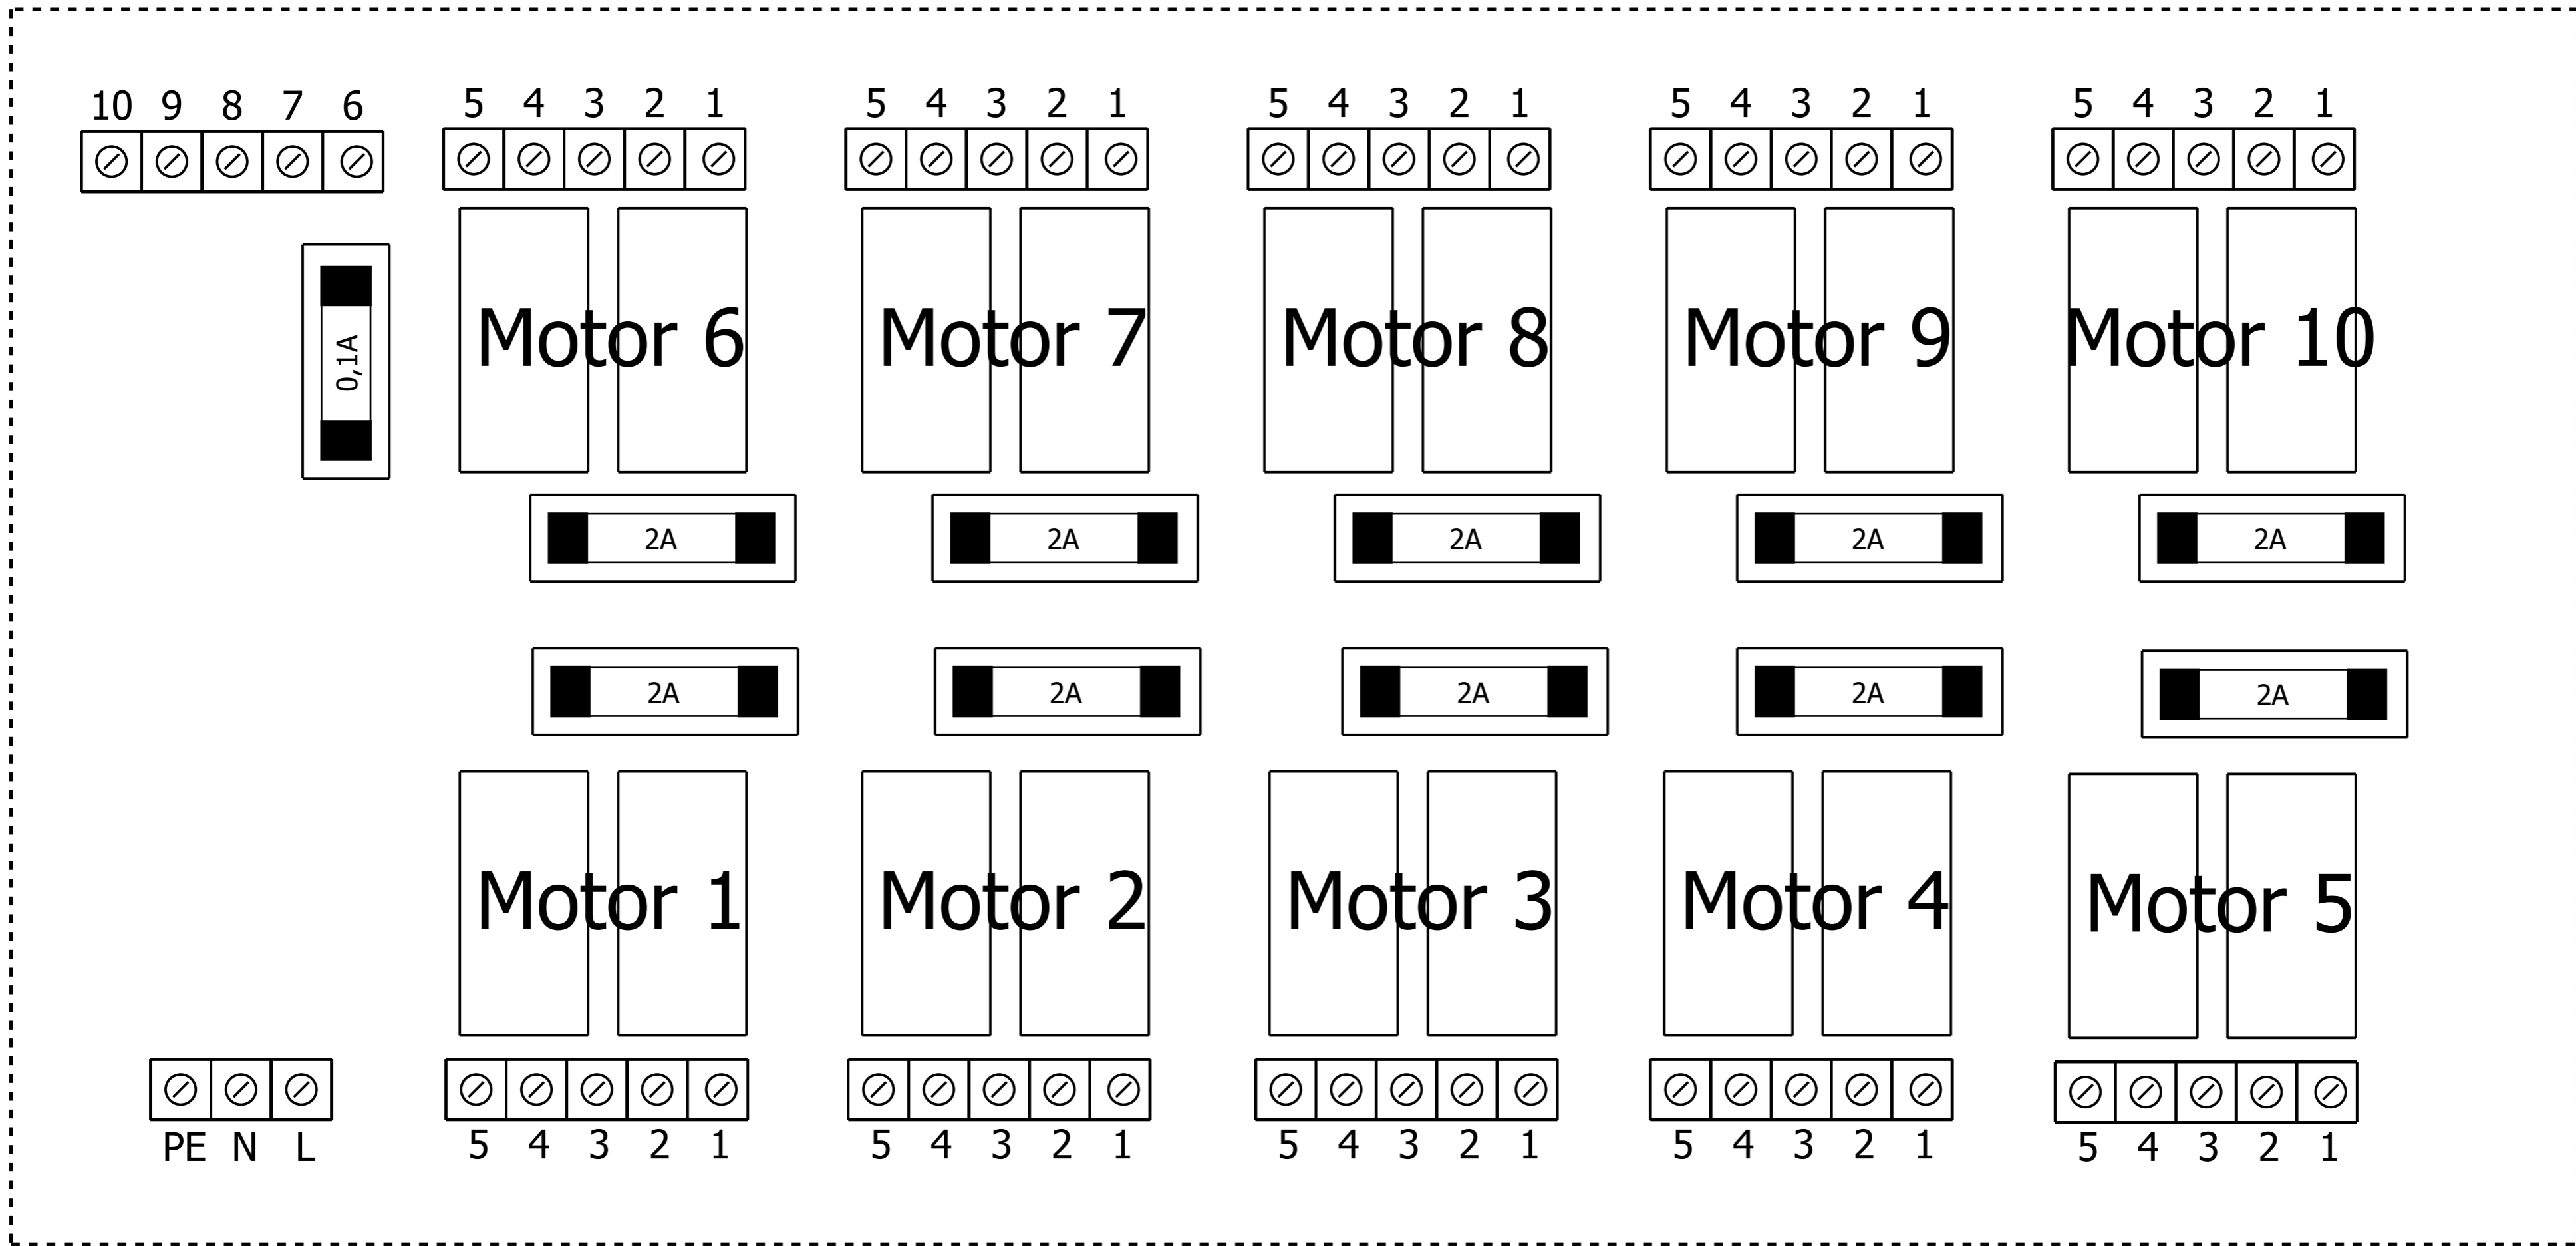 10 9 8 7 6 5 4 3 2 1 5 4 3 2 1 5 4 3 2 1 5 4 3 2 1 5 4 3 2 1
0,1A
Motor 6 Motor 7 Motor 8 Motor 9 Motor 10
2A 2A 2A 2A 2A
2A 2A 2A 2A 2A
Motor 1 Motor 2 Motor 3 Motor 4 Motor 5
PE N L 5 4 3 2 1 5 4 3 2 1 5 4 3 2 1 5 4 3 2 1 5 4 3 2 1